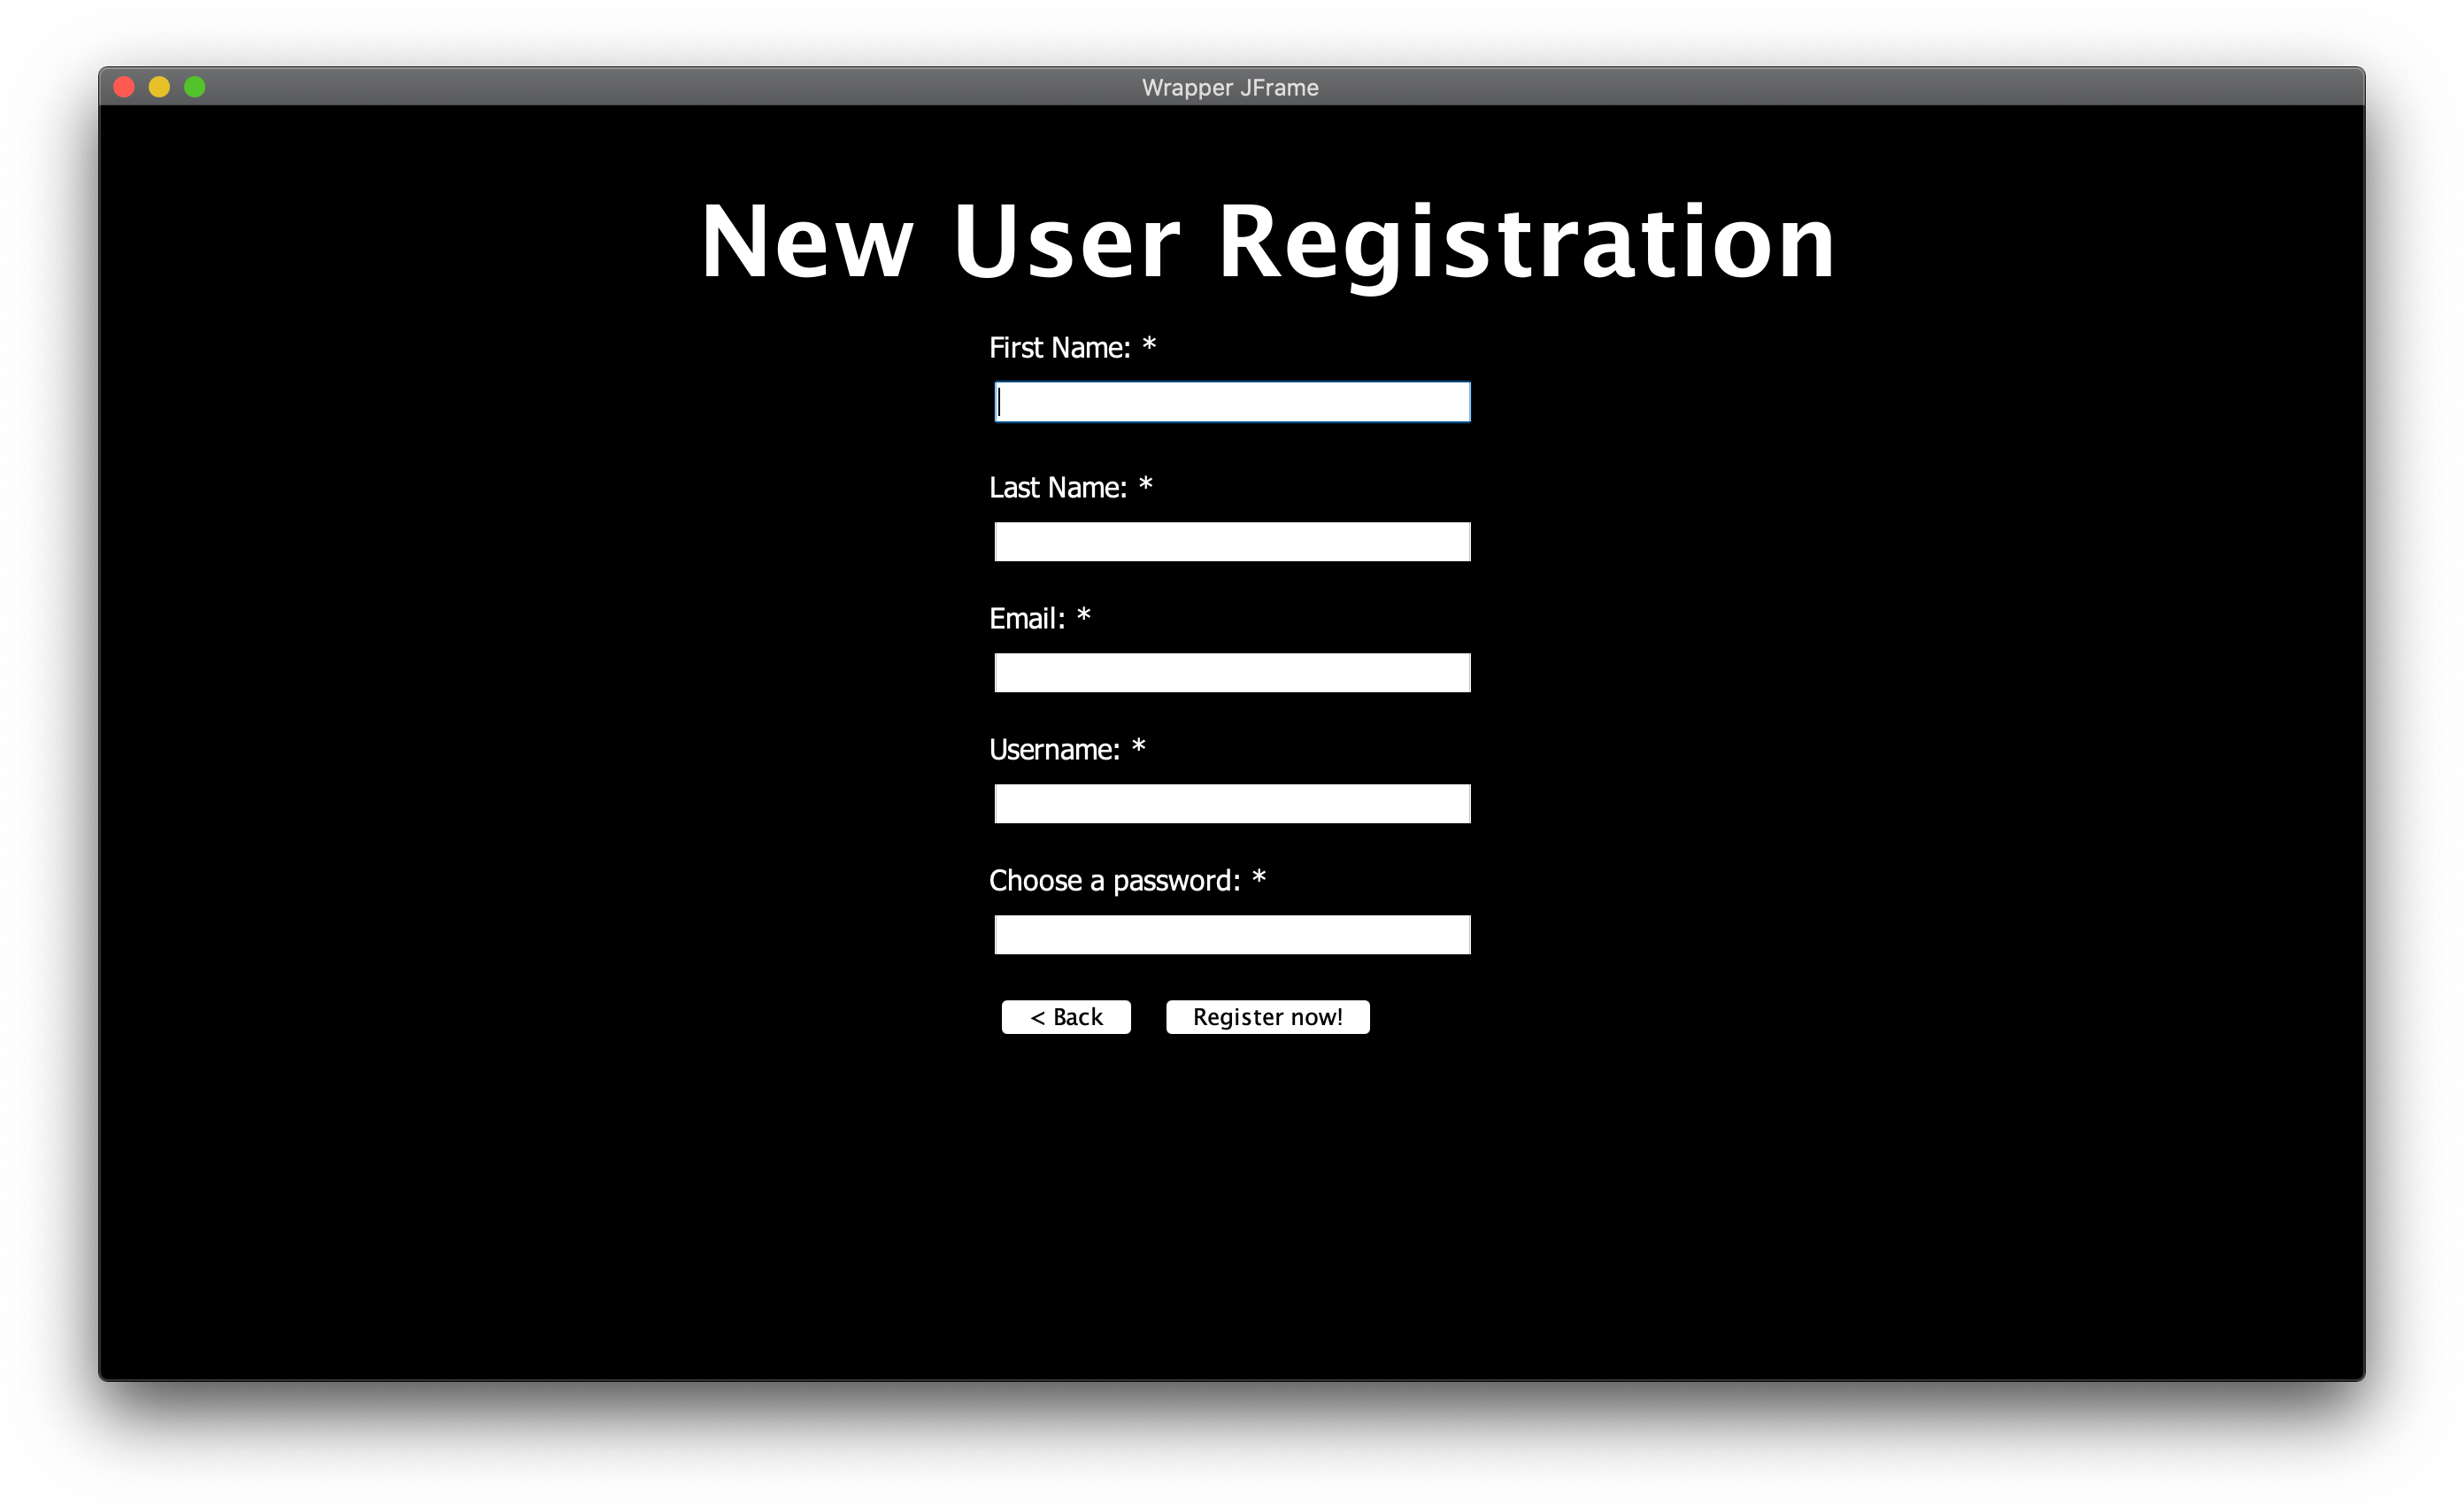 Wrapper JFrame
New User Registration
First Name: *
Last Name: *
Email: *
Username: *
Choose a password: *
< Back
Register now!